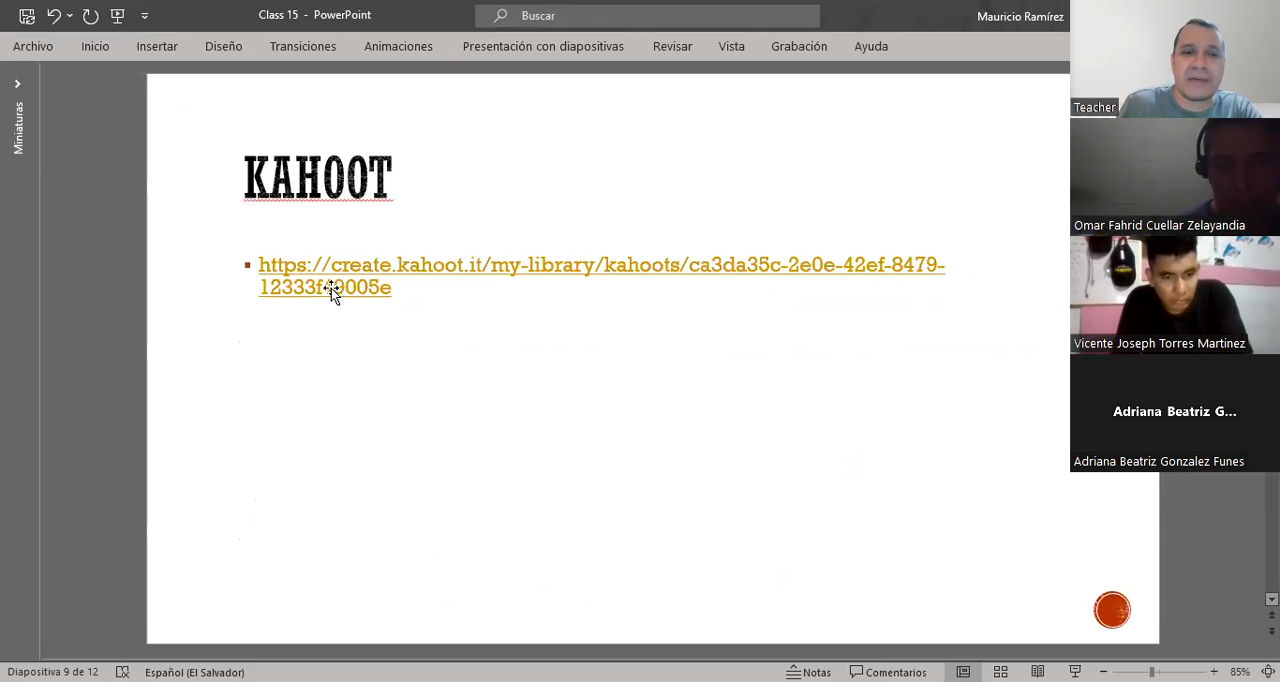 Class 15 - PowerPoint
Buscar
Mauricio Ramírez
Archivo
Inicio
Insertar
Diseño
Transiciones
Animaciones
Presentación con diapositivas
Revisar
Vista
Grabación
Ayuda
Miniaturas
KAHOOT
https://create.kahoot.it/my-library/kahoots/ca3da35c-2e0e-42ef-8479-
Teacher
Omar Fahrid Cuellar Zelayandia
Vicente Joseph Torres Martinez
Adriana Beatriz G...
Adriana Beatriz Gonzalez Funes
Diapositiva 9 de 12
Español (El Salvador)
Notas
Comentarios
85%